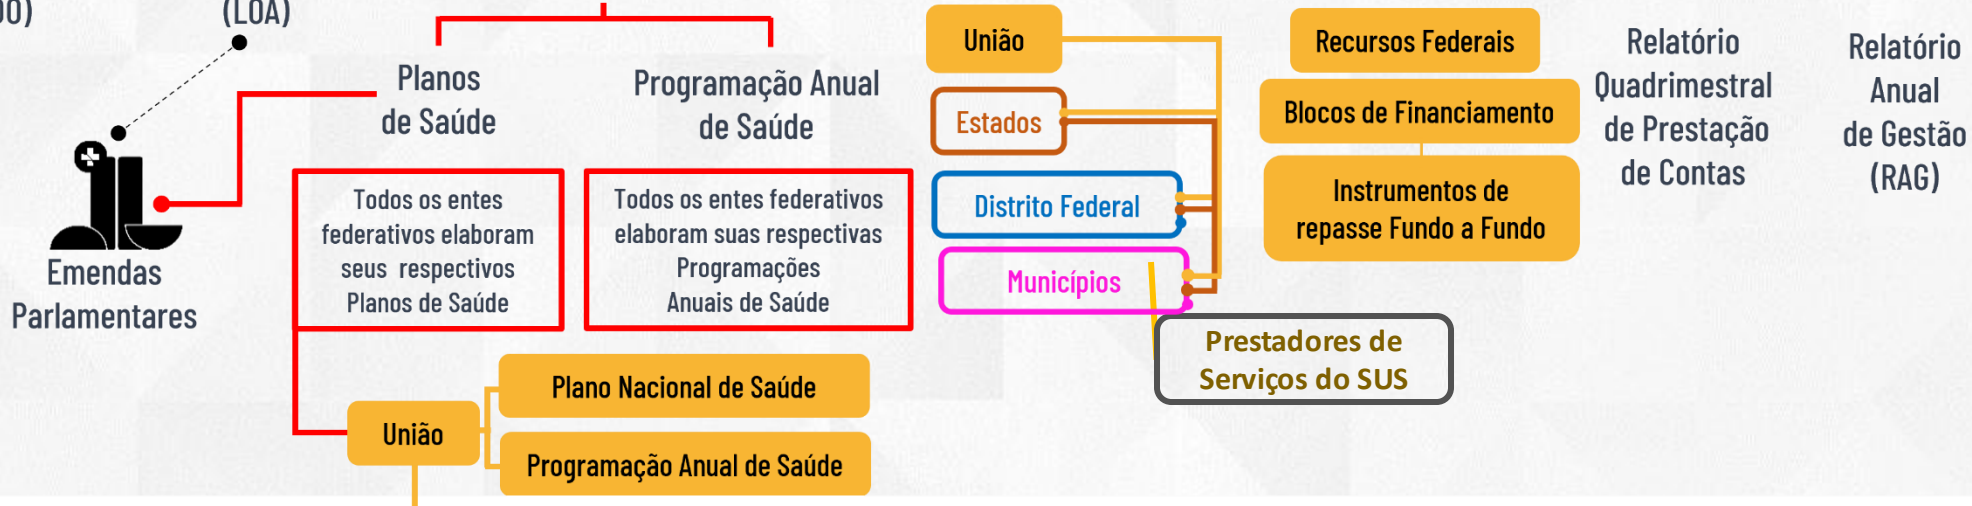 DO)
(LOA)
Emendas
Parlamentares
Planos
de Saúde
Programação Anual
de Saúde
Todos os entes
federativos elaboram
seus respectivos
Planos de Saúde
Todos os entes federativos
elaboram suas respectivas
Programações
Anuais de Saúde
União
Plano Nacional de Saúde
Programação Anual de Saúde
União
Estados
Distrito Federal
Municípios
Prestadores de
Serviços do SUS
Recursos Federais
Blocos de Financiamento
Instrumentos de
repasse Fundo a Fundo
Relatório
Quadrimestral
de Prestação
de Contas
Relatório
Anual
de Gestão
(RAG)